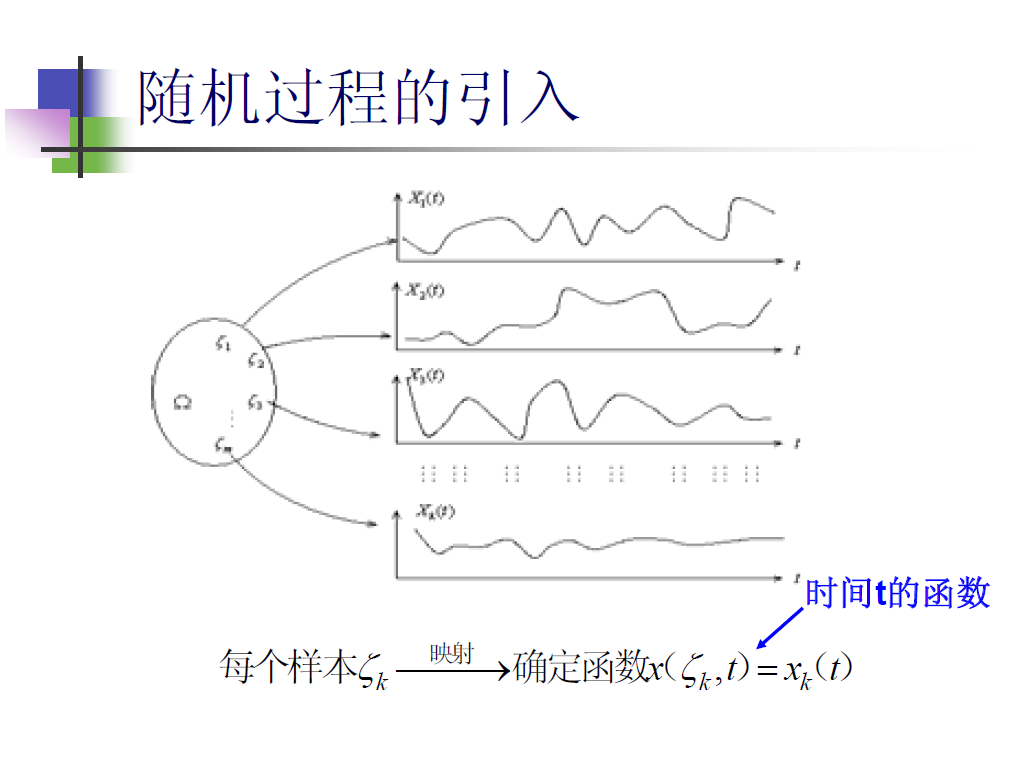 随机过程的引入
X₁(t)
t
X₂(t)
t
X₃(t)
t
Xₖ(t)
t
ζ₁
ζ₂
Ω
ζ₃
ζₘ
时间t的函数
每个样本ζₖ 映射 确定函数x(ζₖ,t)=xₖ(t)